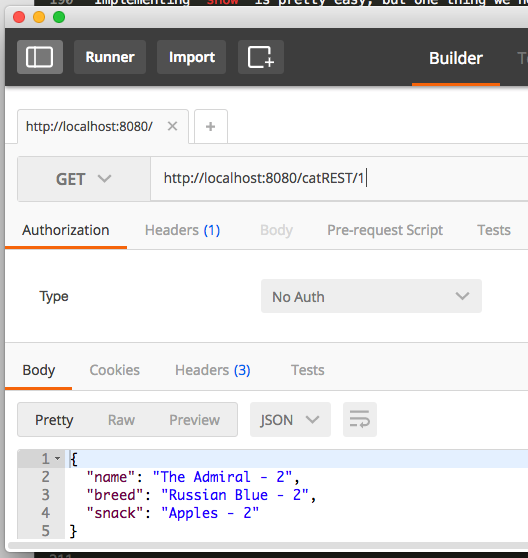 190 Implementing "show" is pretty easy, but one thing we
Runner Import Builder
http://localhost:8080/ × +
GET http://localhost:8080/catREST/1
Authorization Headers (1) Body Pre-request Script Tests
Type No Auth
Body Cookies Headers (3) Tests
Pretty Raw Preview JSON
1 {
2 "name": "The Admiral - 2",
3 "breed": "Russian Blue - 2",
4 "snack": "Apples - 2"
5 }